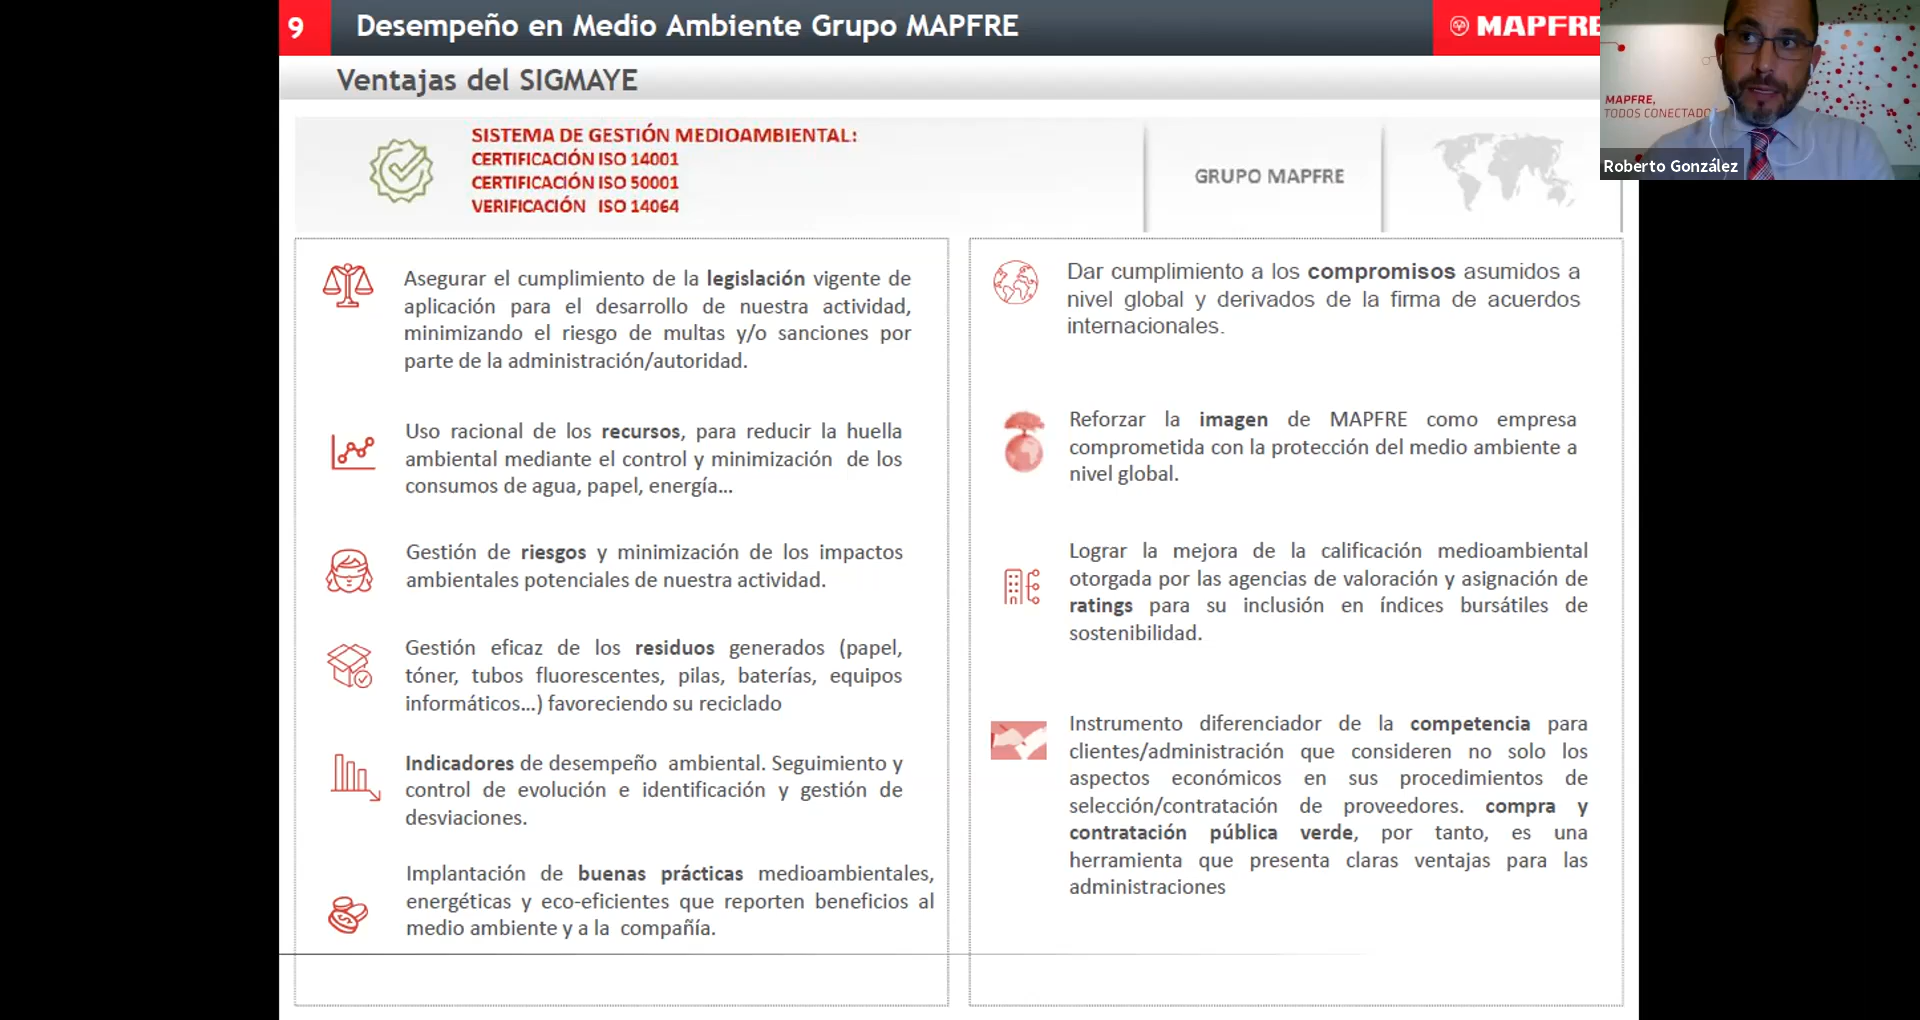 9
Desempeño en Medio Ambiente Grupo MAPFRE
MAPFRE
Ventajas del SIGMAYE
MAPFRE,
TODOS CONECTADO
Roberto González
SISTEMA DE GESTIÓN MEDIOAMBIENTAL:
CERTIFICACIÓN ISO 14001
CERTIFICACIÓN ISO 50001
VERIFICACIÓN ISO 14064
GRUPO MAPFRE
Asegurar el cumplimiento de la legislación vigente de
aplicación para el desarrollo de nuestra actividad,
minimizando el riesgo de multas y/o sanciones por
parte de la administración/autoridad.
Uso racional de los recursos, para reducir la huella
ambiental mediante el control y minimización de los
consumos de agua, papel, energía...
Gestión de riesgos y minimización de los impactos
ambientales potenciales de nuestra actividad.
Gestión eficaz de los residuos generados (papel,
tóner, tubos fluorescentes, pilas, baterías, equipos
informáticos...) favoreciendo su reciclado
Indicadores de desempeño ambiental. Seguimiento y
control de evolución e identificación y gestión de
desviaciones.
Implantación de buenas prácticas medioambientales,
energéticas y eco-eficientes que reporten beneficios al
medio ambiente y a la compañía.
Dar cumplimiento a los compromisos asumidos a
nivel global y derivados de la firma de acuerdos
internacionales.
Reforzar la imagen de MAPFRE como empresa
comprometida con la protección del medio ambiente a
nivel global.
Lograr la mejora de la calificación medioambiental
otorgada por las agencias de valoración y asignación de
ratings para su inclusión en índices bursátiles de
sostenibilidad.
Instrumento diferenciador de la competencia para
clientes/administración que consideren no solo los
aspectos económicos en sus procedimientos de
selección/contratación de proveedores. compra y
contratación pública verde, por tanto, es una
herramienta que presenta claras ventajas para las
administraciones